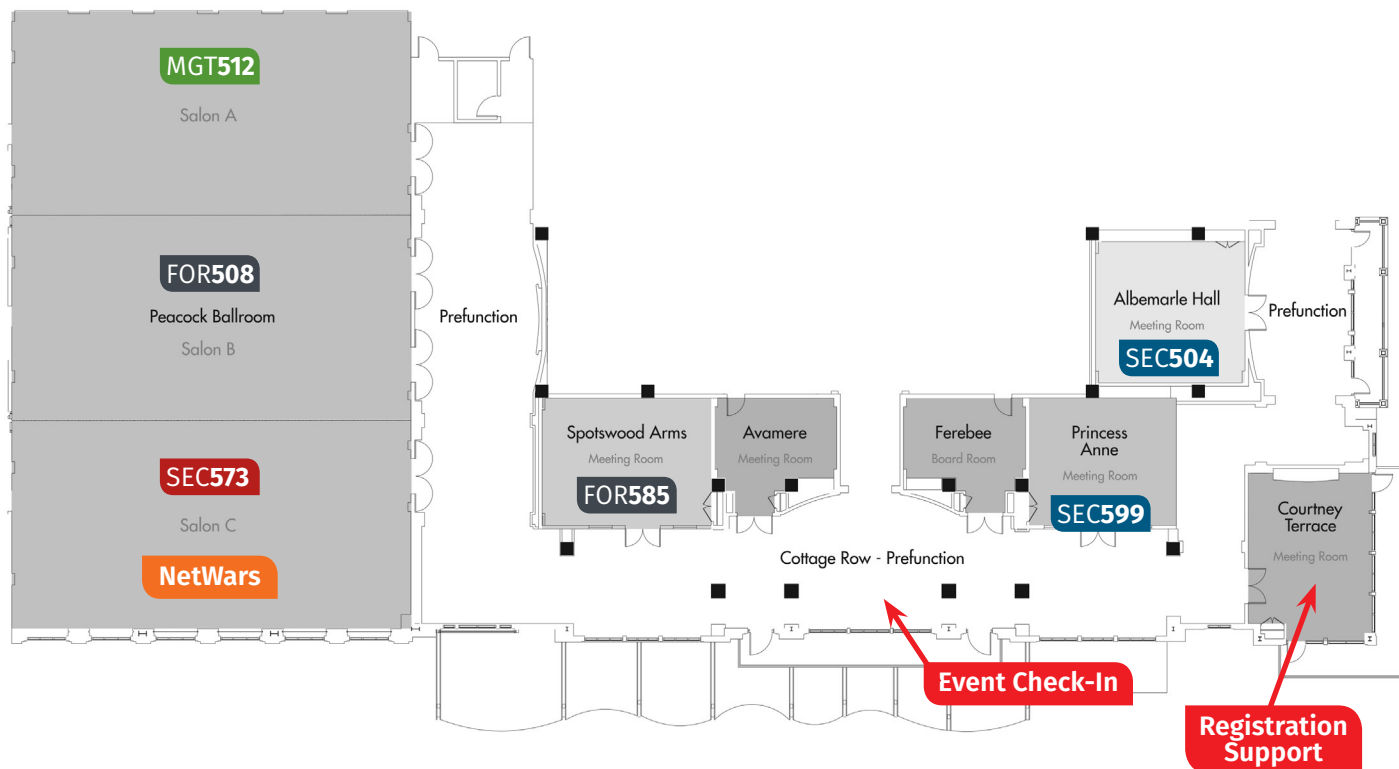 MGT512
Salon A
FOR508
Peacock Ballroom
Salon B
SEC573
Salon C
NetWars
Prefunction
Spotswood Arms
Meeting Room
FOR585
Avamere
Meeting Room
Ferebee
Board Room
Princess
Anne
Meeting Room
SEC599
Albemarle Hall
Meeting Room
SEC504
Prefunction
Courtney
Terrace
Meeting Room
Cottage Row - Prefunction
Event Check-In
Registration
Support